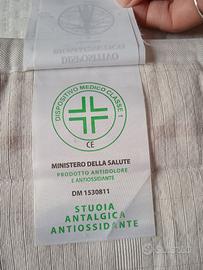 DISPOSITIVO MEDICO CLASSE 1
CE
MINISTERO DELLA SALUTE
PRODOTTO ANTIDOLORE
E ANTIOSSIDANTE
DM 1530811
STUOIA
ANTALGICA
ANTIOSSIDANTE